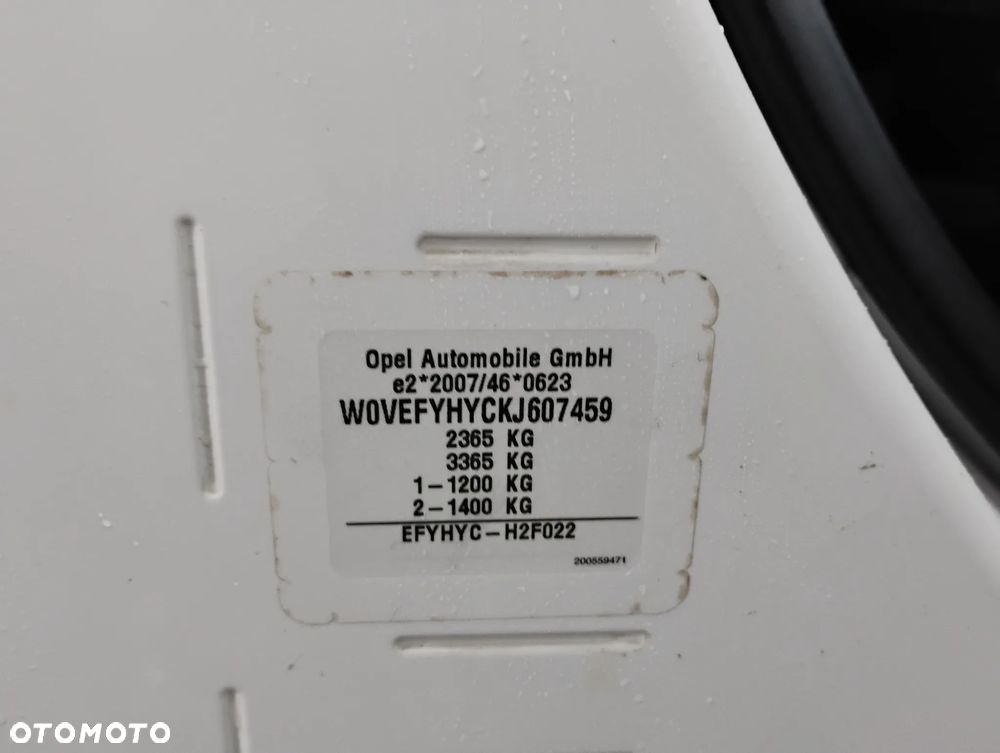 Opel Automobile GmbH
e2*2007/46*0623
W0VEFYHYCKJ607459
2365 KG
3365 KG
1-1200 KG
2-1400 KG
EFYHYC-H2F022
200559471
OTOMOTO